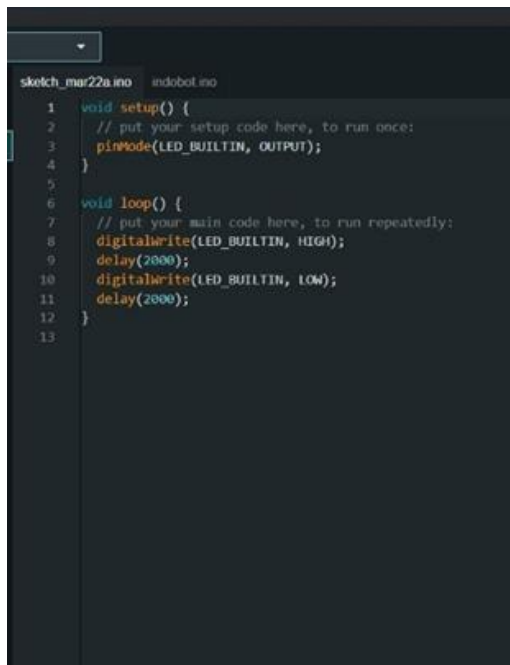 sketch_mar22a.ino indobot.ino
1 void setup() {
2 // put your setup code here, to run once:
3 pinMode(LED_BUILTIN, OUTPUT);
4 }
5
6 void loop() {
7 // put your main code here, to run repeatedly:
8 digitalWrite(LED_BUILTIN, HIGH);
9 delay(2000);
10 digitalWrite(LED_BUILTIN, LOW);
11 delay(2000);
12 }
13